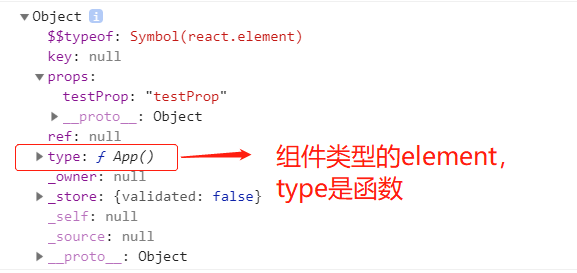 Object i
$$typeof: Symbol(react.element)
key: null
props:
testProp: "testProp"
__proto__: Object
ref: null
type: ƒ App()
_owner: null
_store: {validated: false}
_self: null
_source: null
__proto__: Object
组件类型的element，
type是函数